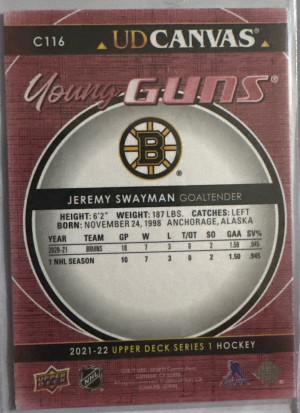 C116
UD CANVAS®
Young GUNS®
B
®
JEREMY SWAYMAN GOALTENDER
HEIGHT: 6'2" WEIGHT: 187 LBS. CATCHES: LEFT
BORN: NOVEMBER 24, 1998 ANCHORAGE, ALASKA
YEAR TEAM GP W L T/OT SO GAA SV%
2020-21 BRUINS 10 7 3 0 2 1.50 .945
1 NHL SEASON 10 7 3 0 2 1.50 .945
2021-22 UPPER DECK SERIES 1 HOCKEY
UPPER DECK
NHL